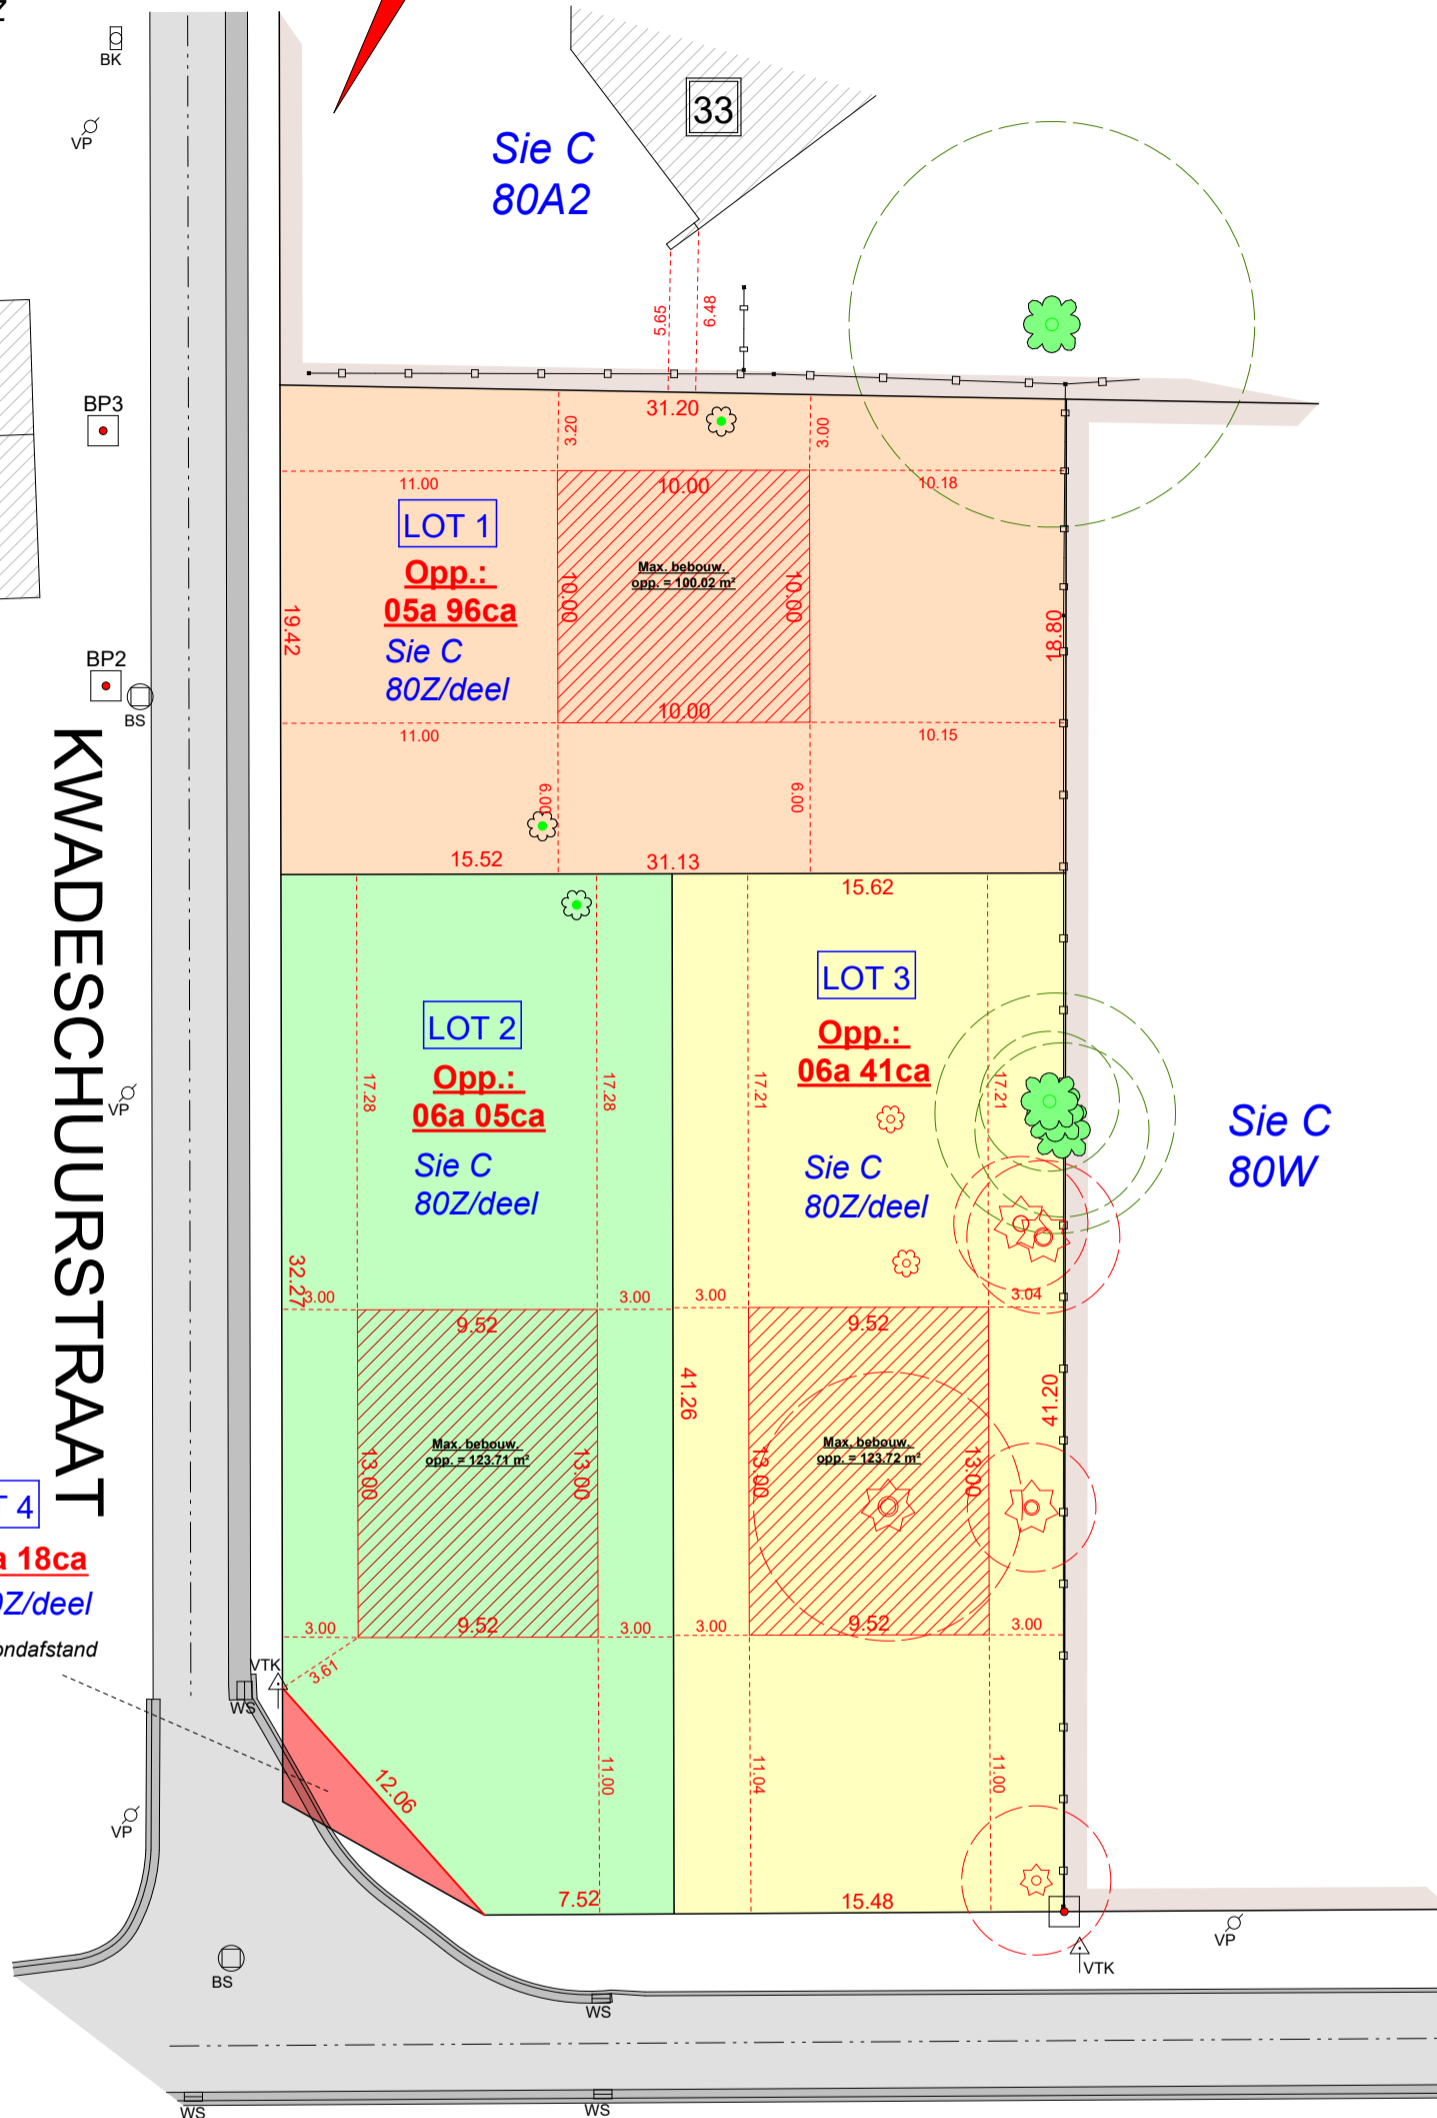 Z
BK
VP
33
Sie C
80A2
5.65
6.48
BP3
31.20
3.20
3.00
11.00
10.00
10.18
LOT 1
Opp.:
05a 96ca
Sie C
80Z/deel
Max. bebouw.
opp. = 100.02 m²
10.00
10.00
19.42
18.80
BP2
BS
10.00
11.00
10.15
9.00
9.00
15.52
31.13
15.62
KWADESCHUURSTRAAT
LOT 3
Opp.:
06a 41ca
Sie C
80Z/deel
LOT 2
Opp.:
06a 05ca
Sie C
80Z/deel
17.28
17.28
17.21
17.21
VP
Sie C
80W
32.27
3.00
3.00
3.00
3.04
9.52
9.52
41.26
41.20
Max. bebouw.
opp. = 123.71 m²
Max. bebouw.
opp. = 123.72 m²
13.00
13.00
13.00
13.00
T 4
a 18ca
Z/deel
ondafstand
3.00
9.52
3.00
3.00
9.52
3.00
VTK
3.61
WS
12.06
11.00
11.04
11.00
VP
7.52
15.48
VP
VTK
BS
WS
WS
WS